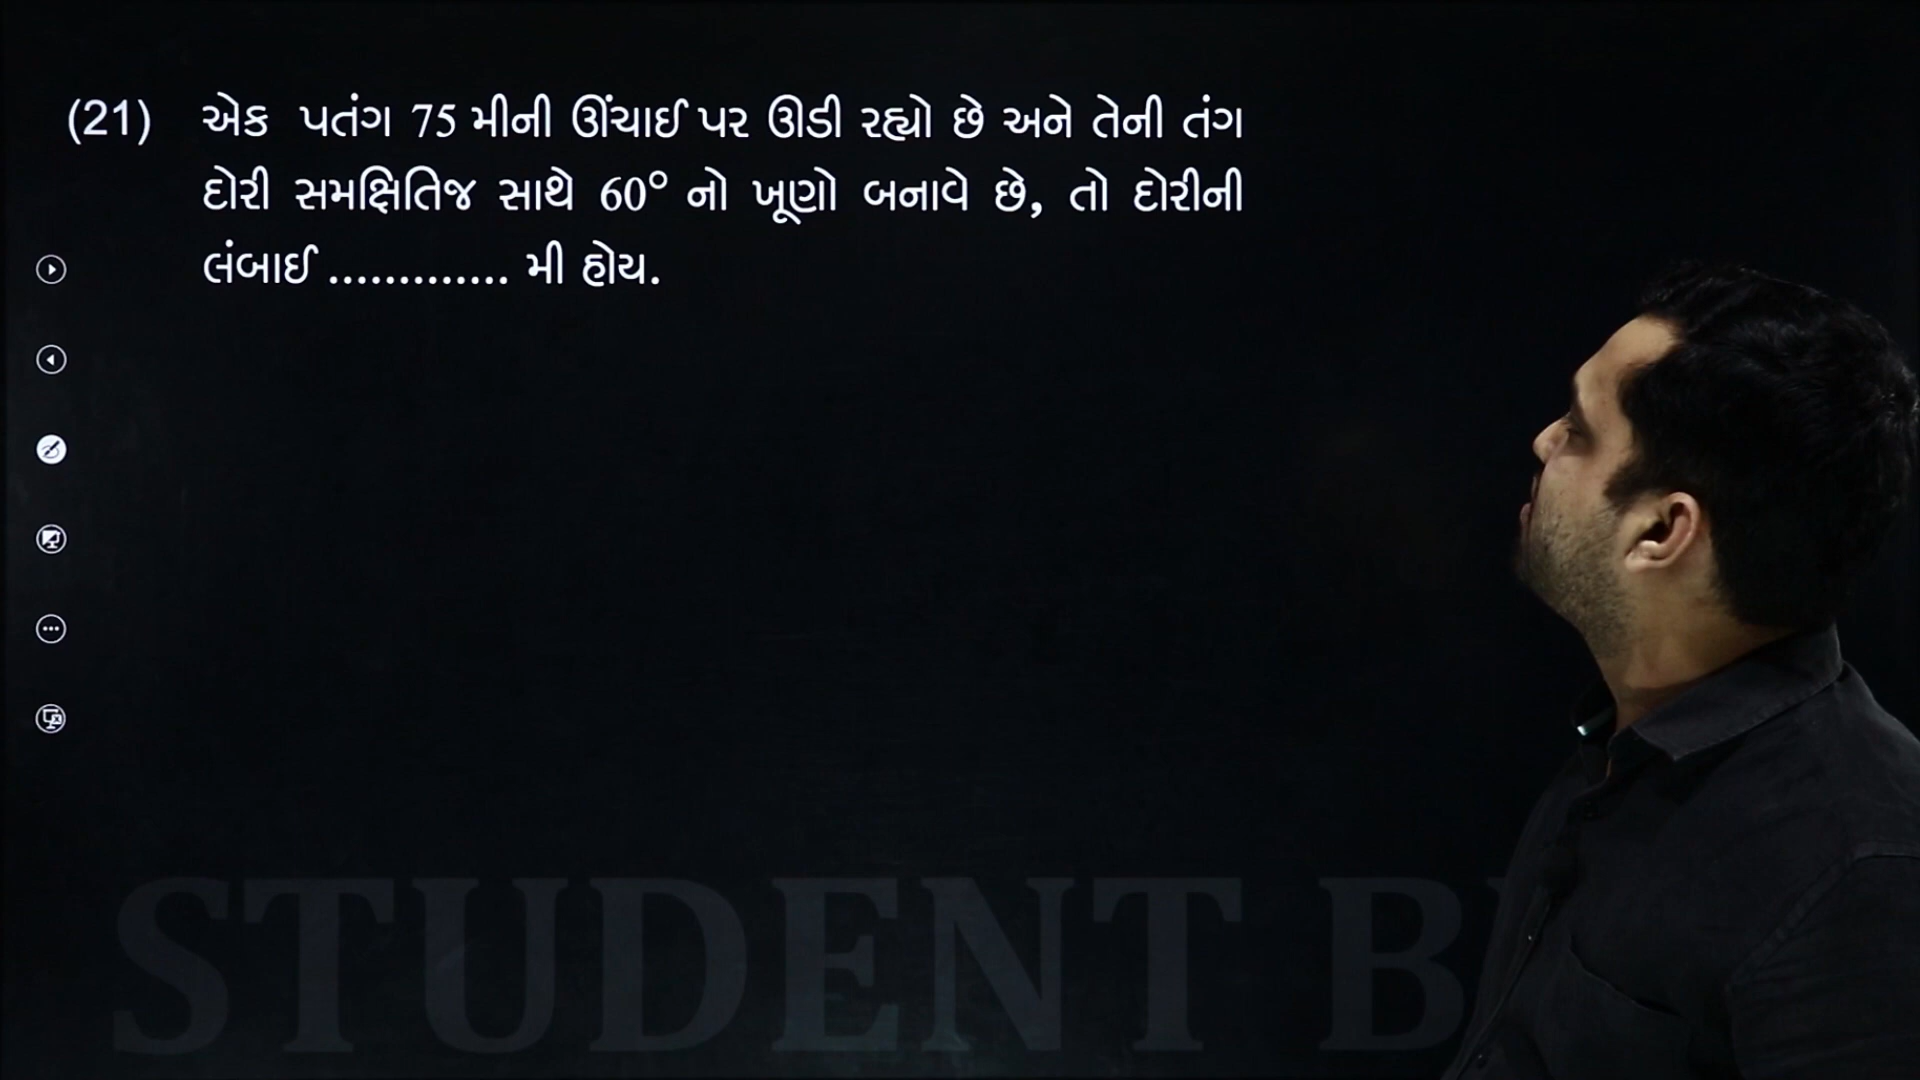 (21) એક પતંગ 75 મીની ઊંચાઈ પર ઊડી રહ્યો છે અને તેની તંગ
દોરી સમક્ષિતિજ સાથે 60° નો ખૂણો બનાવે છે, તો દોરીની
લંબાઈ ............. મી હોય.
STUDENT B